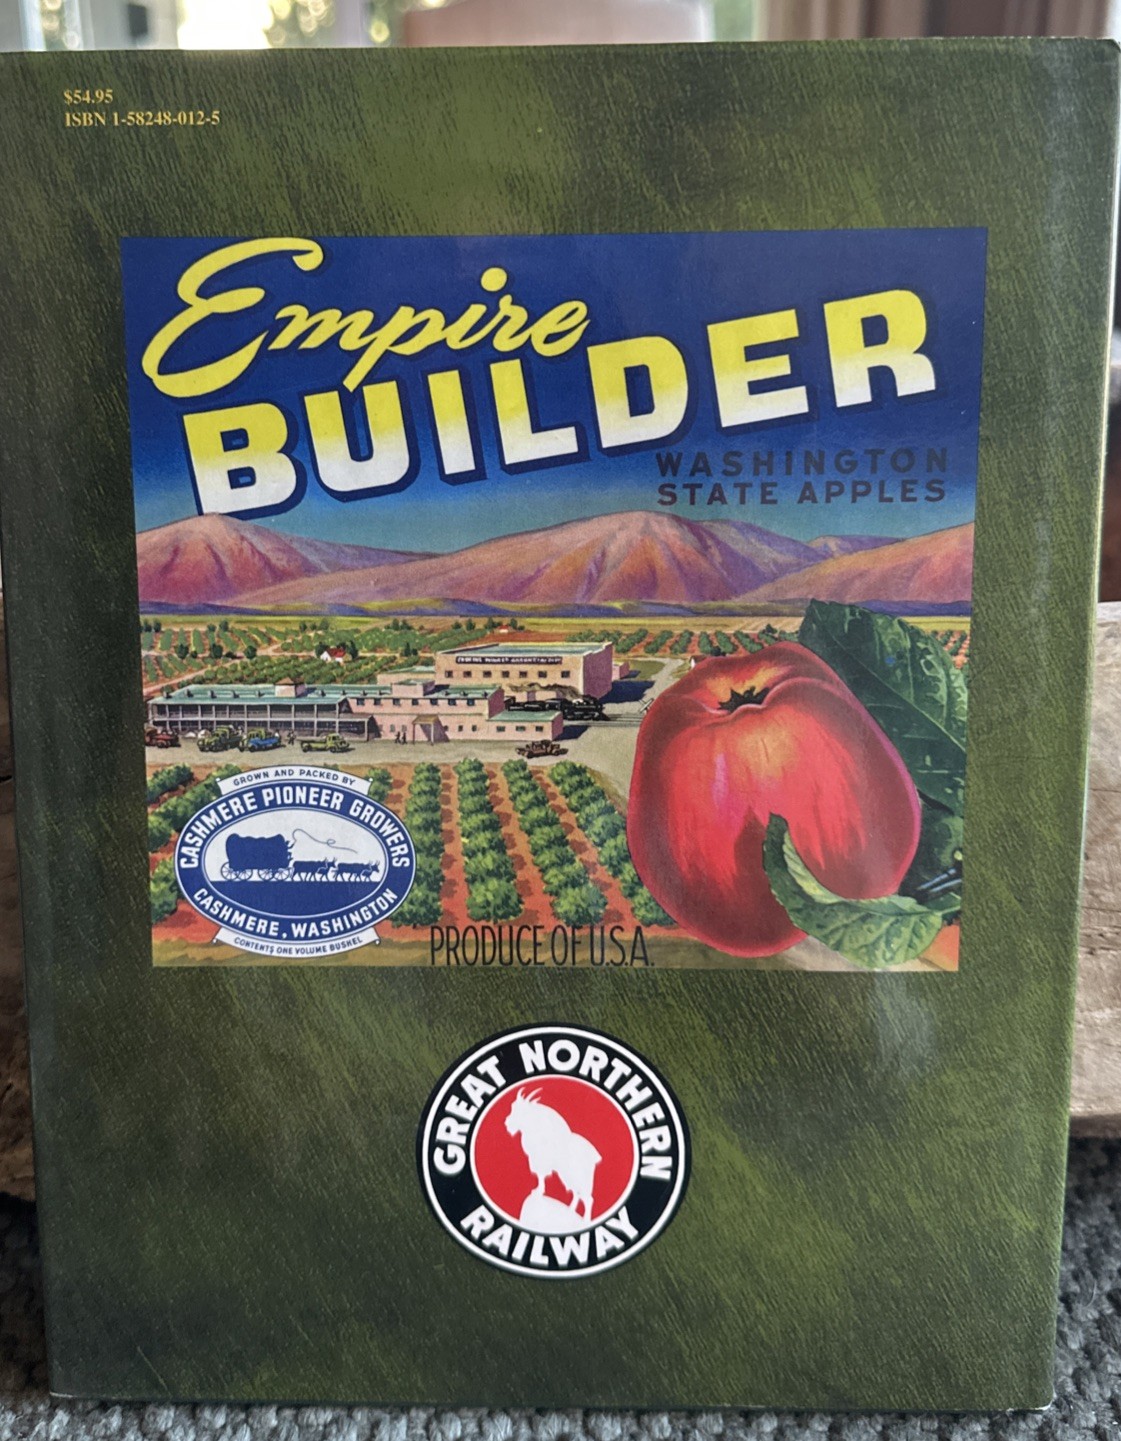 $54.95
ISBN 1-58248-012-5
Empire
BUILDER
WASHINGTON
STATE APPLES
GROWN AND PACKED BY
CASHMERE PIONEER GROWERS
CASHMERE, WASHINGTON
CONTENTS ONE VOLUME BUSHEL
PRODUCE OF U.S.A.
GREAT NORTHERN
RAILWAY